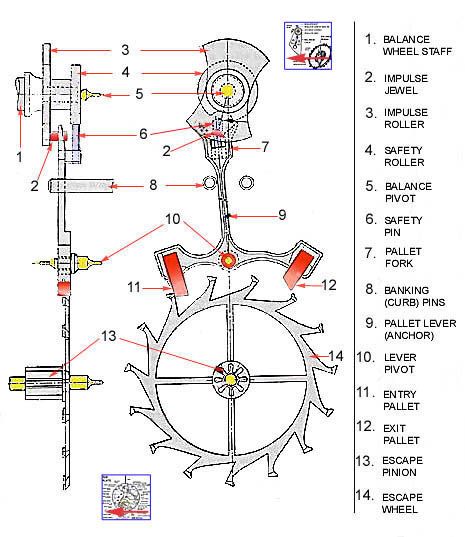 3
4
5
6
2
7
1
2
8
9
10
11
12
13
14
1. BALANCE
WHEEL STAFF
2. IMPULSE
JEWEL
3. IMPULSE
ROLLER
4. SAFETY
ROLLER
5. BALANCE
PIVOT
6. SAFETY
PIN
7. PALLET
FORK
8. BANKING
(CURB) PINS
9. PALLET LEVER
(ANCHOR)
10. LEVER
PIVOT
11. ENTRY
PALLET
12. EXIT
PALLET
13. ESCAPE
PINION
14. ESCAPE
WHEEL